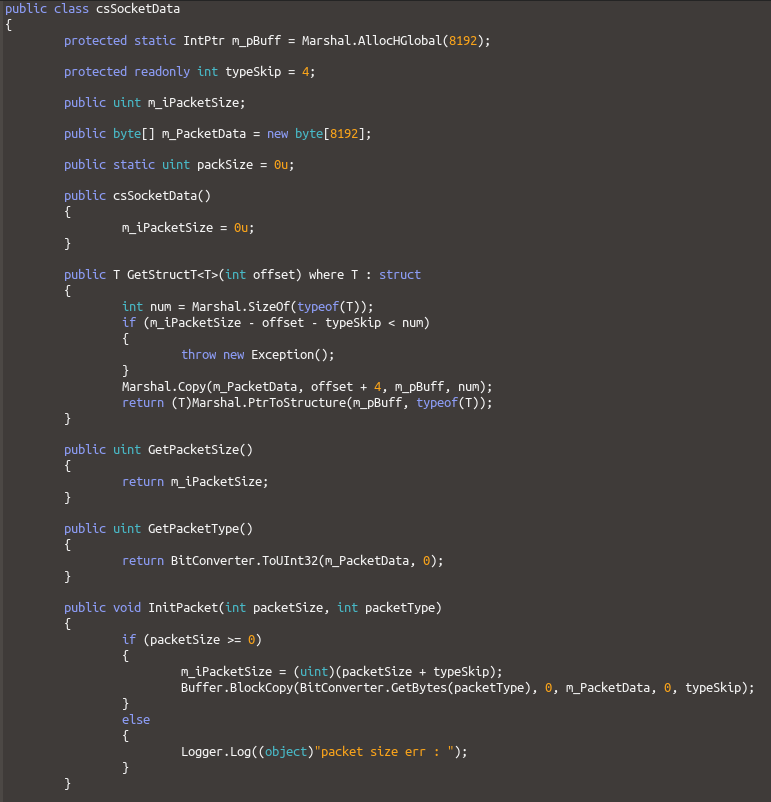 public class csSocketData
{
protected static IntPtr m_pBuff = Marshal.AllocHGlobal(8192);
protected readonly int typeSkip = 4;
public uint m_iPacketSize;
public byte[] m_PacketData = new byte[8192];
public static uint packSize = 0u;
public csSocketData()
{
m_iPacketSize = 0u;
}
public T GetStructT<T>(int offset) where T : struct
{
int num = Marshal.SizeOf(typeof(T));
if (m_iPacketSize - offset - typeSkip < num)
{
throw new Exception();
}
Marshal.Copy(m_PacketData, offset + 4, m_pBuff, num);
return (T)Marshal.PtrToStructure(m_pBuff, typeof(T));
}
public uint GetPacketSize()
{
return m_iPacketSize;
}
public uint GetPacketType()
{
return BitConverter.ToUInt32(m_PacketData, 0);
}
public void InitPacket(int packetSize, int packetType)
{
if (packetSize >= 0)
{
m_iPacketSize = (uint)(packetSize + typeSkip);
Buffer.BlockCopy(BitConverter.GetBytes(packetType), 0, m_PacketData, 0, typeSkip);
}
else
{
Logger.Log((object)"packet size err : ");
}
}